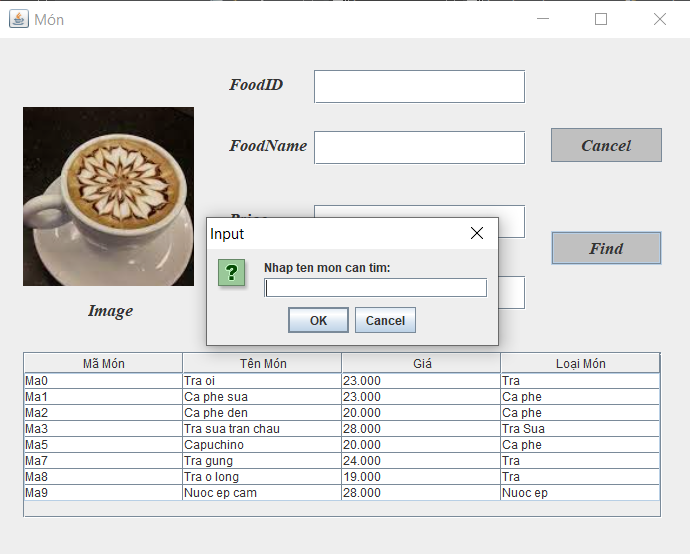 Món
FoodID
FoodName
Cancel
Input
Nhap ten mon can tim:
OK Cancel
Find
Image
Mã Món Tên Món Giá Loại Món
Ma0 Tra oi 23.000 Tra
Ma1 Ca phe sua 23.000 Ca phe
Ma2 Ca phe den 20.000 Ca phe
Ma3 Tra sua tran chau 28.000 Tra Sua
Ma5 Capuchino 20.000 Ca phe
Ma7 Tra gung 24.000 Tra
Ma8 Tra o long 19.000 Tra
Ma9 Nuoc ep cam 28.000 Nuoc ep